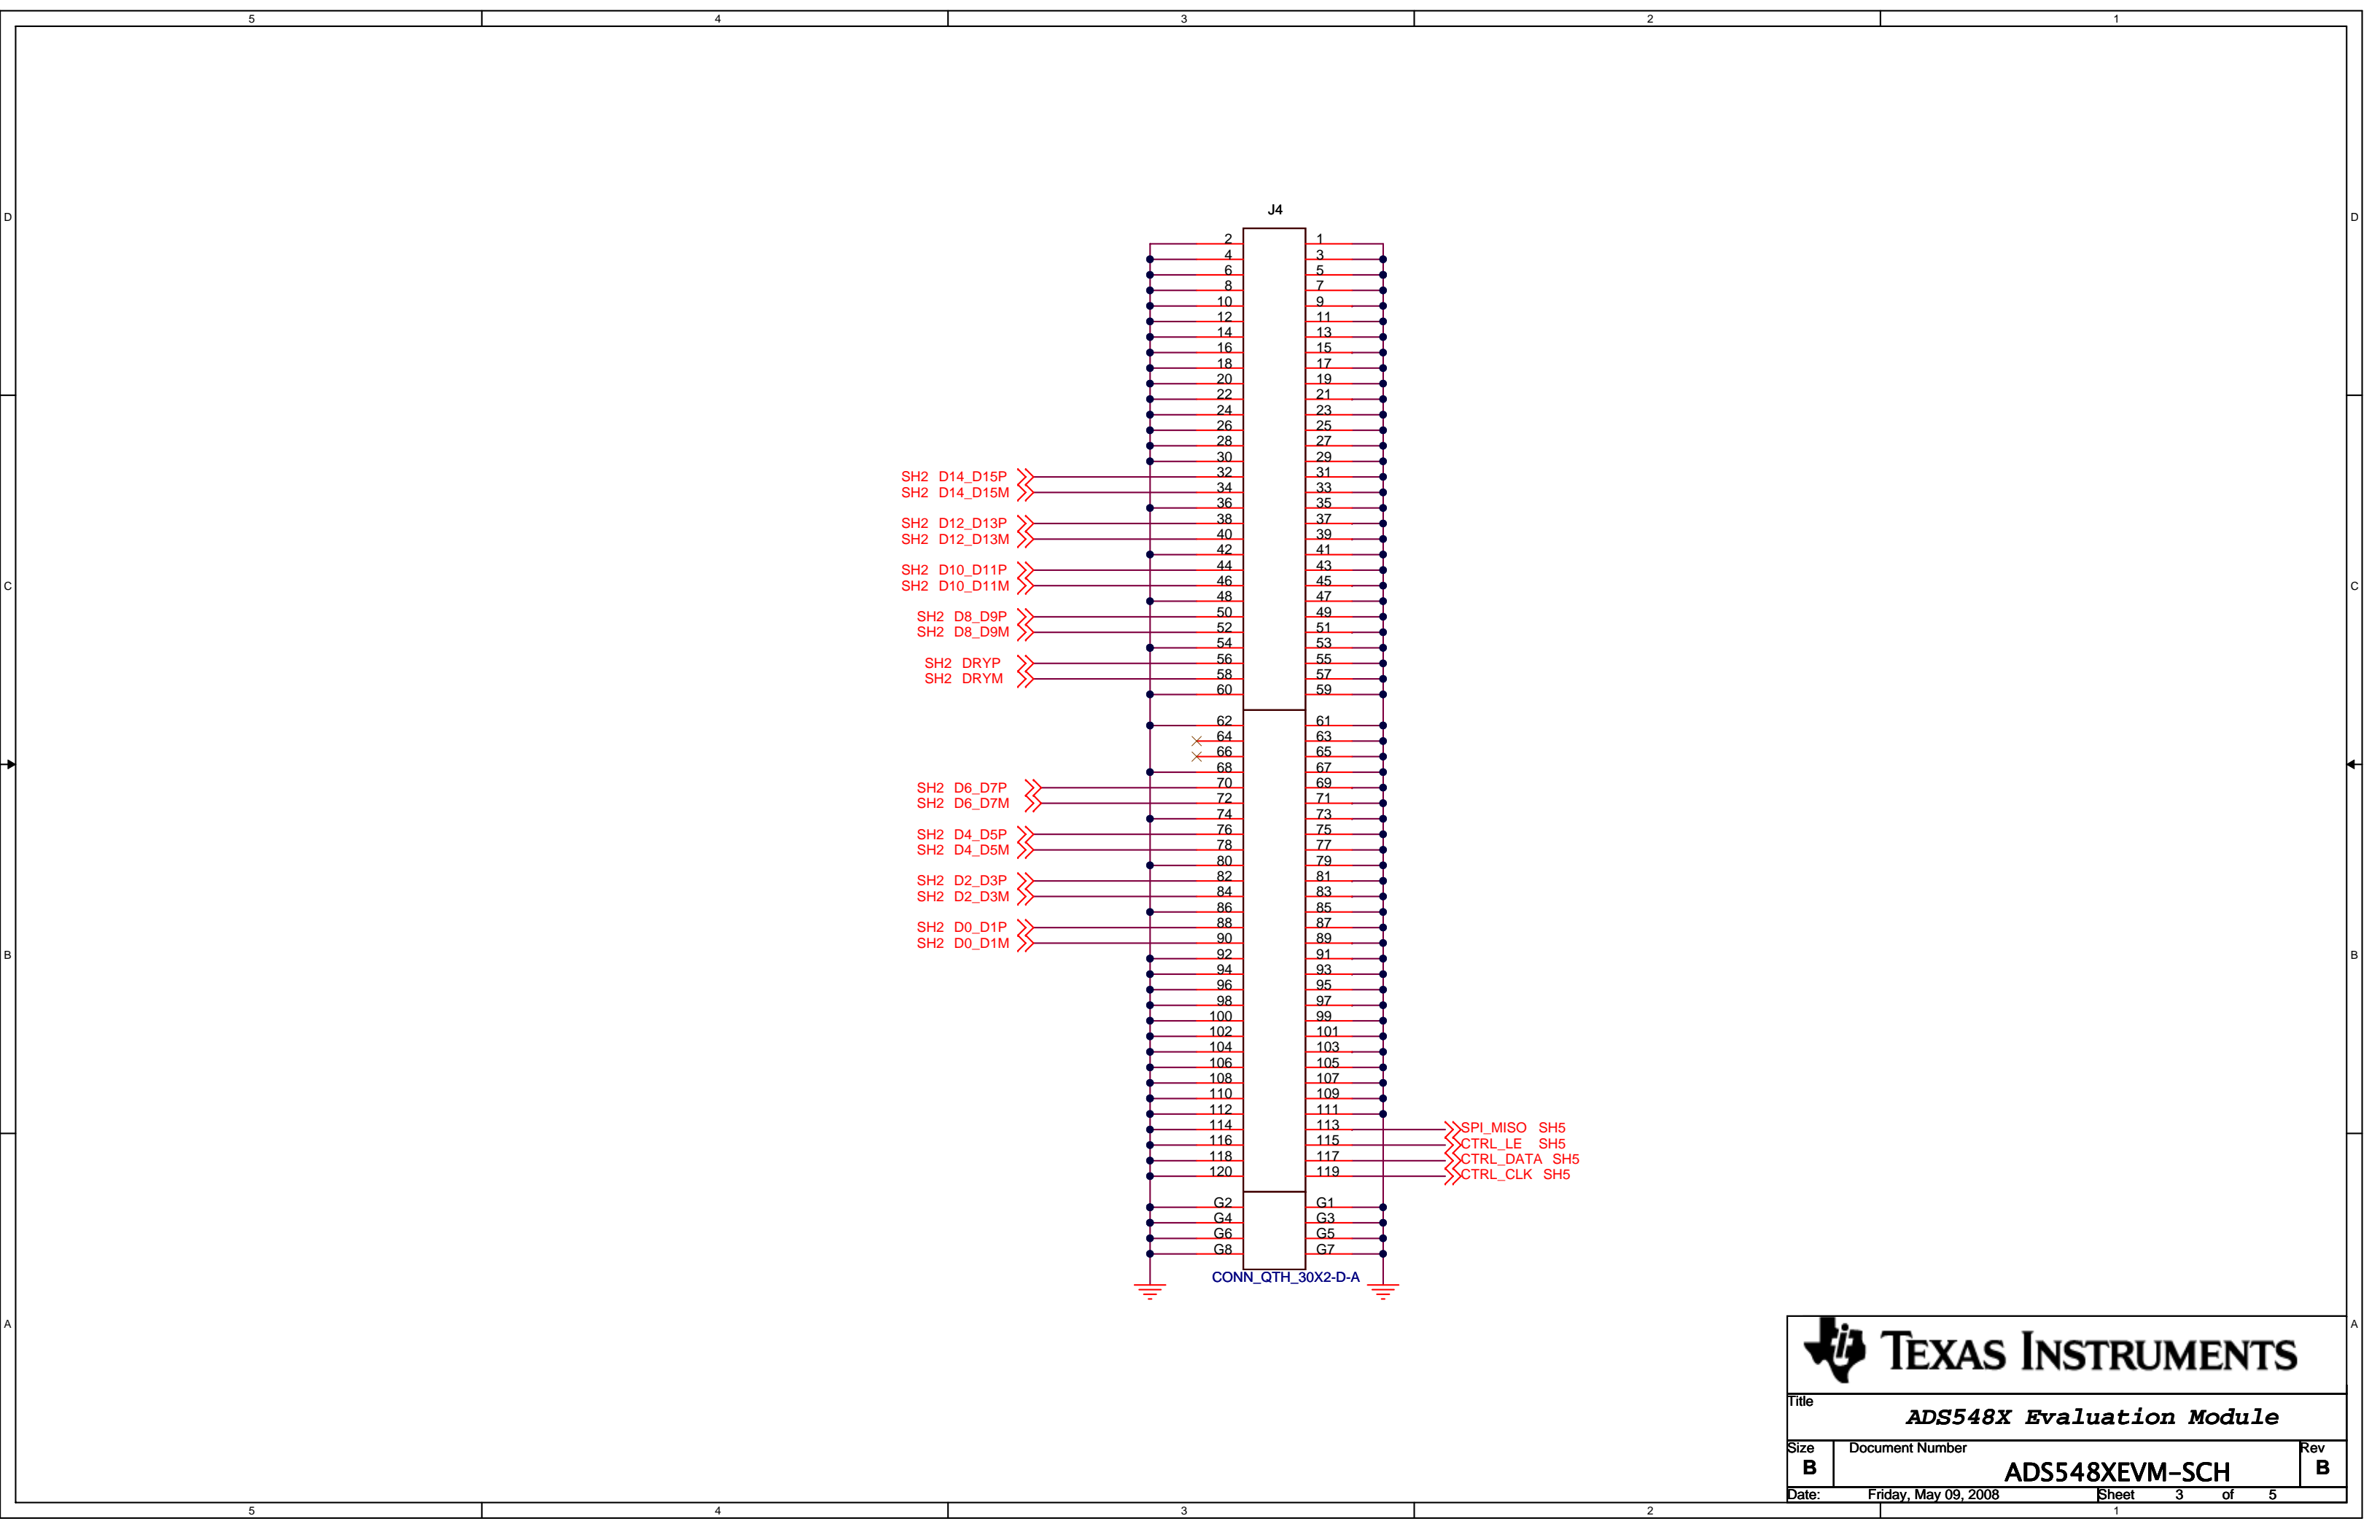 5 4 3 2 1
D D
J4
2 1
4 3
6 5
8 7
10 9
12 11
14 13
16 15
18 17
20 19
22 21
24 23
26 25
28 27
30 29
SH2 D14_D15P 32 31
SH2 D14_D15M 34 33
36 35
SH2 D12_D13P 38 37
SH2 D12_D13M 40 39
42 41
SH2 D10_D11P 44 43
C SH2 D10_D11M 46 45 C
48 47
SH2 D8_D9P 50 49
SH2 D8_D9M 52 51
54 53
SH2 DRYP 56 55
SH2 DRYM 58 57
60 59
62 61
64 63
66 65
68 67
SH2 D6_D7P 70 69
SH2 D6_D7M 72 71
74 73
SH2 D4_D5P 76 75
SH2 D4_D5M 78 77
80 79
SH2 D2_D3P 82 81
SH2 D2_D3M 84 83
86 85
SH2 D0_D1P 88 87
SH2 D0_D1M 90 89
B 92 91 B
94 93
96 95
98 97
100 99
102 101
104 103
106 105
108 107
110 109
112 111
114 113 SPI_MISO SH5
116 115 CTRL_LE SH5
118 117 CTRL_DATA SH5
120 119 CTRL_CLK SH5
G2 G1
G4 G3
G6 G5
G8 G7
CONN_QTH_30X2-D-A
A A
TEXAS INSTRUMENTS
Title
ADS548X Evaluation Module
Size Document Number Rev
B ADS548XEVM-SCH B
Date: Friday, May 09, 2008 Sheet 3 of 5
5 4 3 2 1